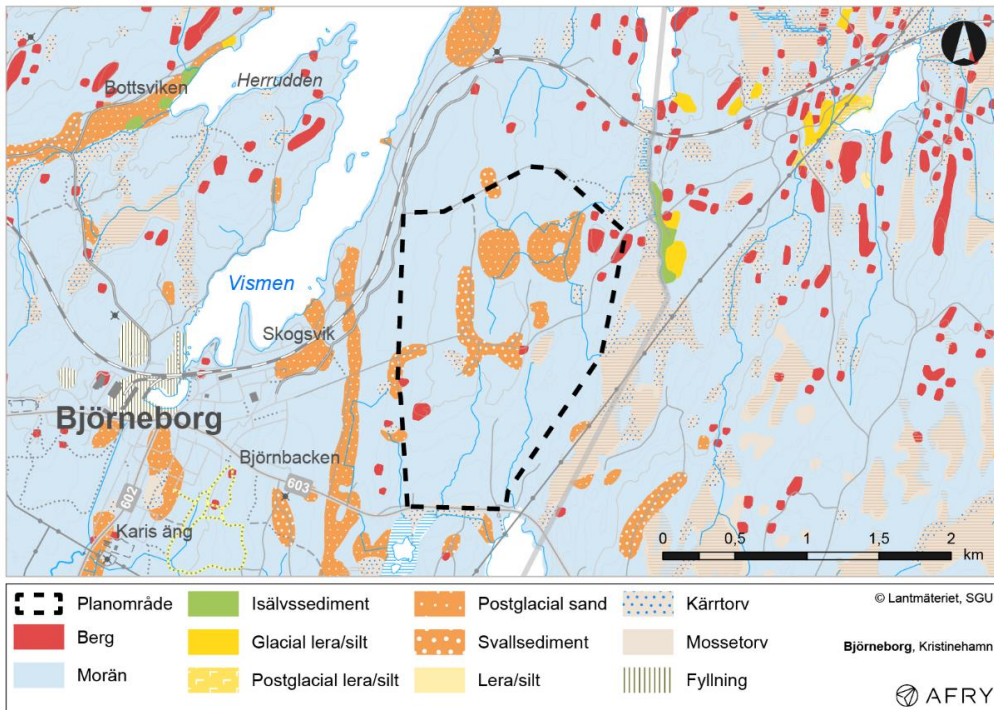 Bottsviken
Herrudden
Vismen
Skogsvik
Björneborg
Björnbacken
603
602
Karis äng
0 0,5 1 1,5 2
km
Planområde
Berg
Morän
Isälvssediment
Glacial lera/silt
Postglacial lera/silt
Postglacial sand
Svallsediment
Lera/silt
Kärrtorv
Mossetorv
Fyllning
© Lantmäteriet, SGU
Björneborg, Kristinehamn
AFRY